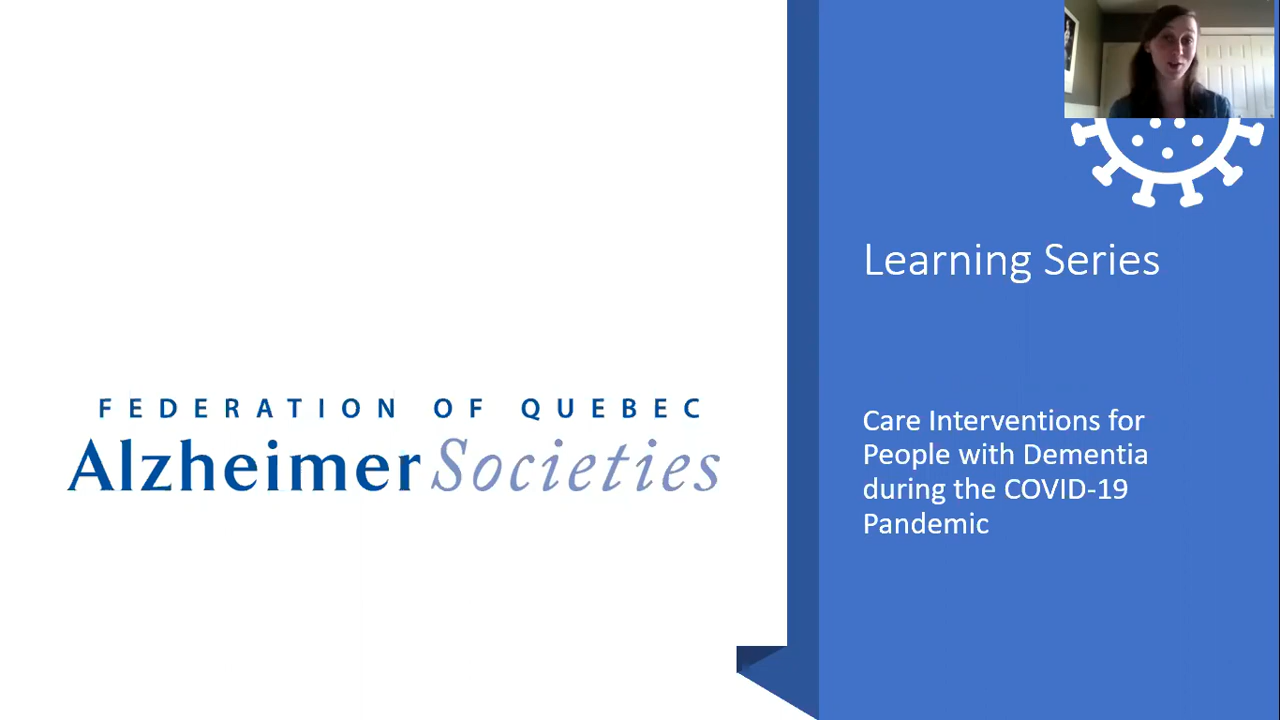 FEDERATION OF QUEBEC
Alzheimer Societies
Learning Series
Care Interventions for
People with Dementia
during the COVID-19
Pandemic